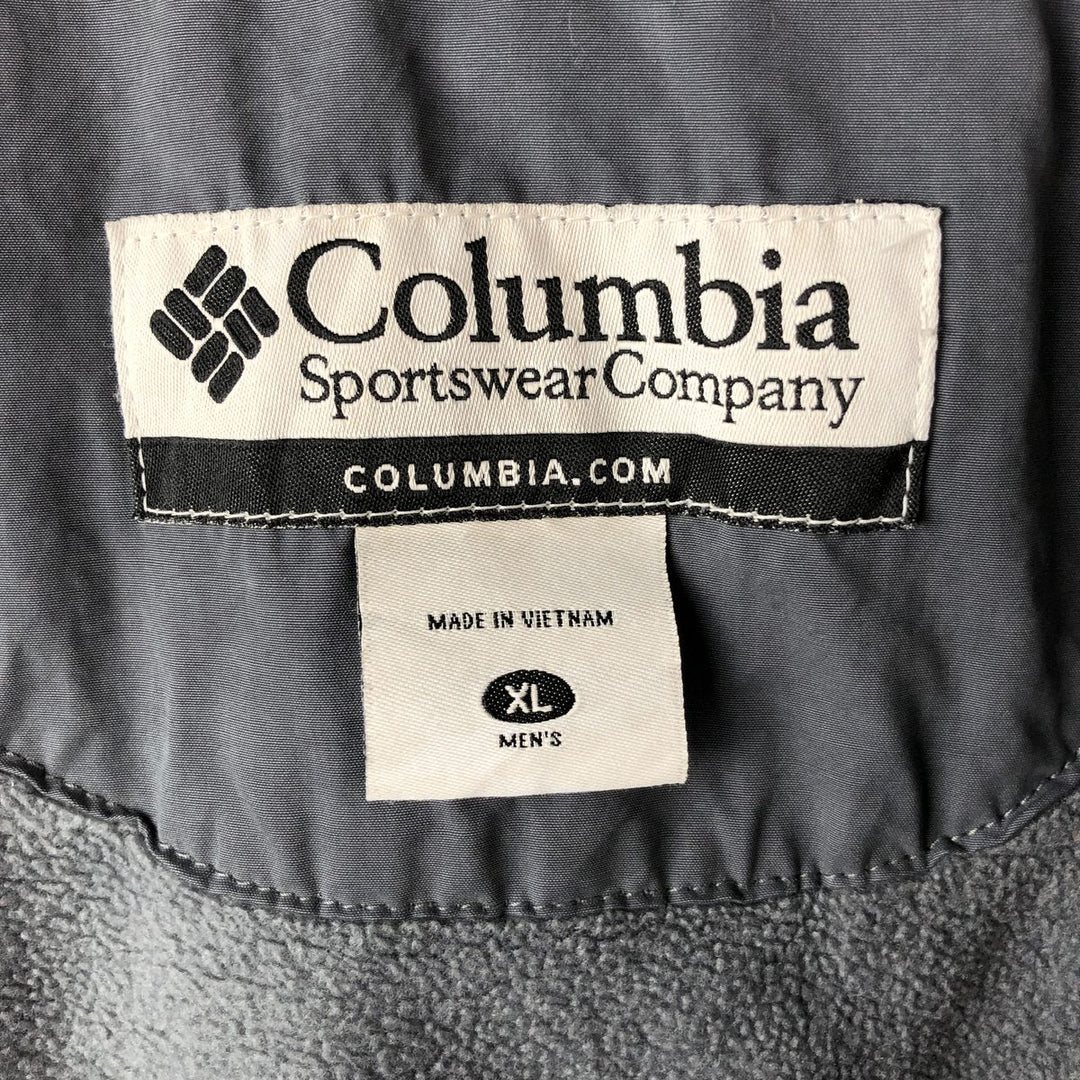 Columbia
Sportswear Company
COLUMBIA.COM
MADE IN VIETNAM
XL
MEN'S